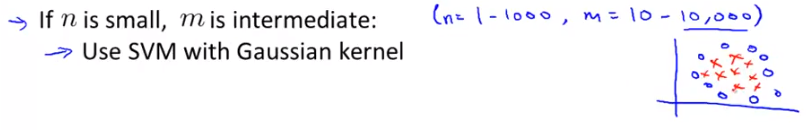 → If n is small, m is intermediate: (n = 1 - 1000, m = 10 - 10,000)
→ Use SVM with Gaussian kernel